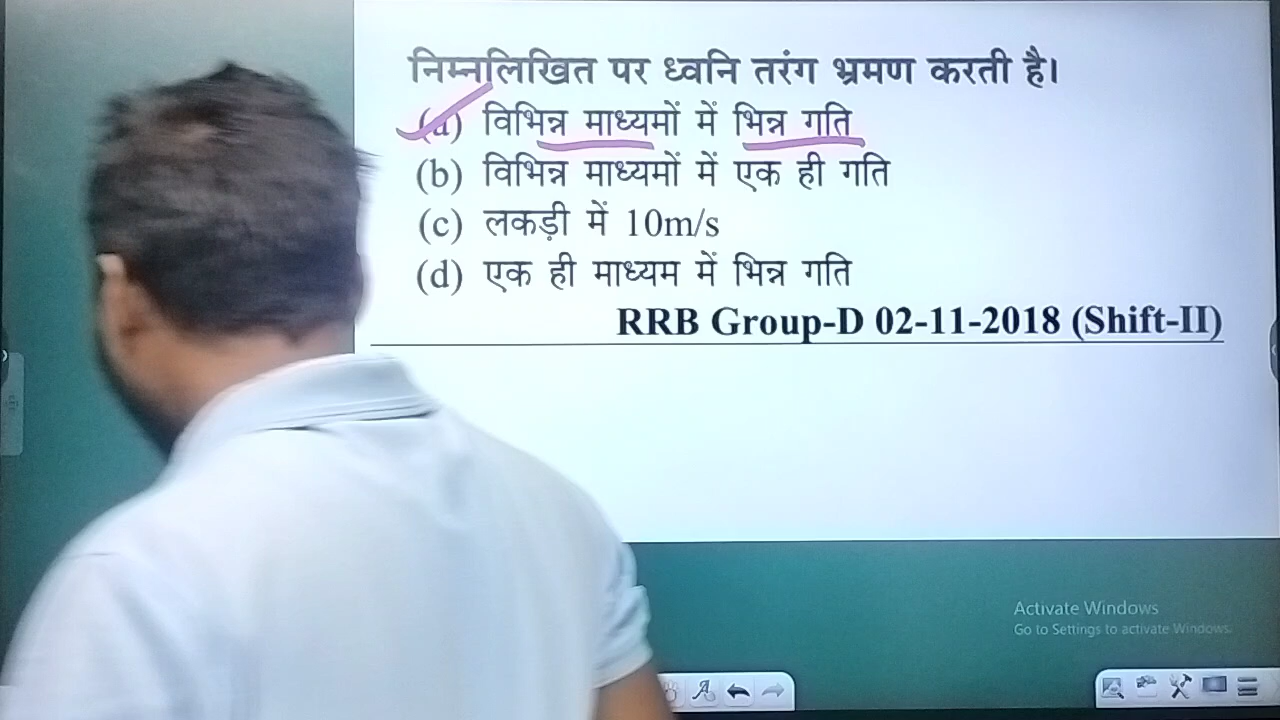 निम्नलिखित पर ध्वनि तरंग भ्रमण करती है।
(a) विभिन्न माध्यमों में भिन्न गति
(b) विभिन्न माध्यमों में एक ही गति
(c) लकड़ी में 10m/s
(d) एक ही माध्यम में भिन्न गति
RRB Group-D 02-11-2018 (Shift-II)
Activate Windows
Go to Settings to activate Windows.